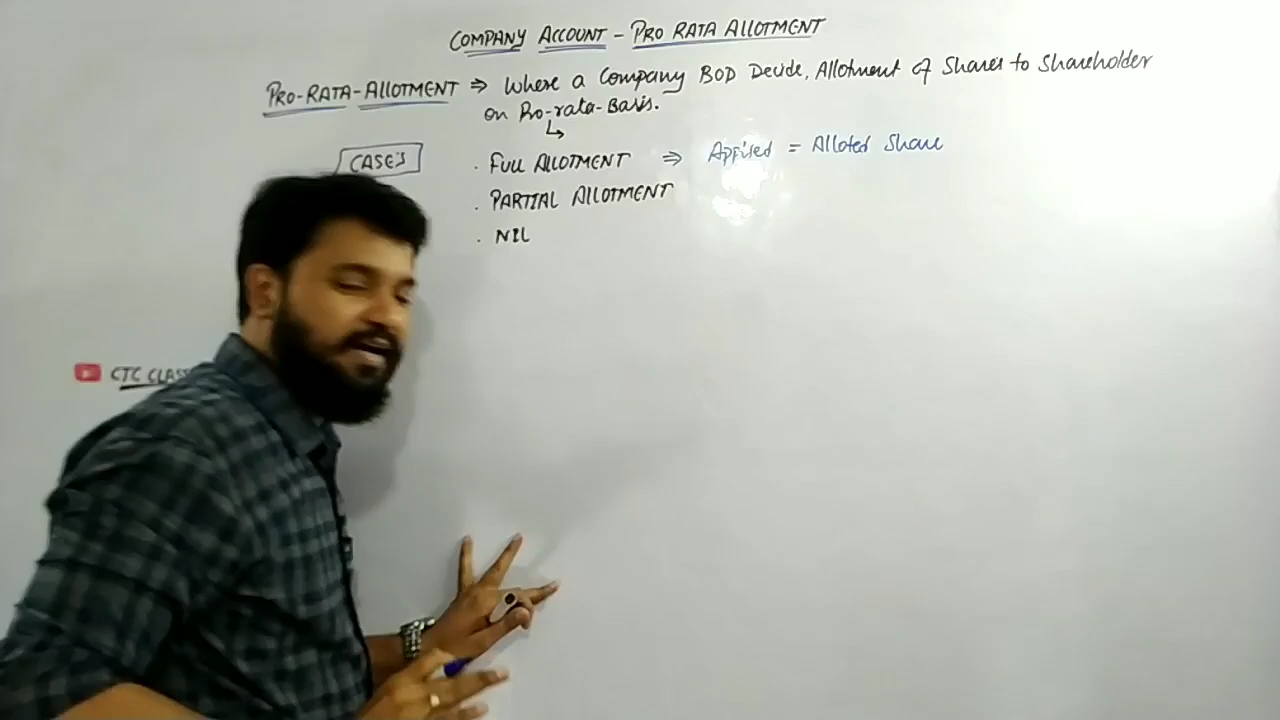 COMPANY ACCOUNT - PRO RATA ALLOTMENT
PRO-RATA-ALLOTMENT ⇒ Where a Company BOD Decide, Allotment of Shares to Shareholder
on Pro-rata-Basis.
CASE'S
. FULL ALLOTMENT ⇒ Applied = Alloted Share
. PARTIAL ALLOTMENT
. NIL
CTC CLASS